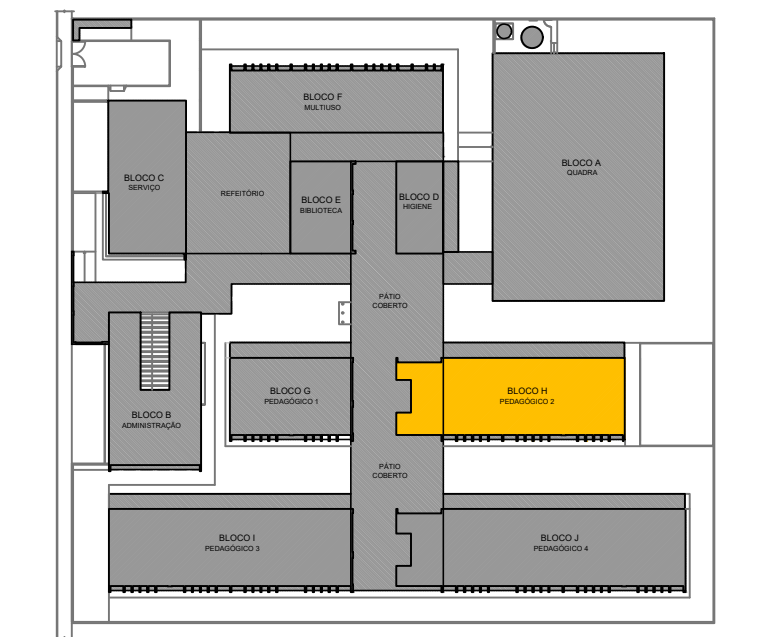 BLOCO F
MULTIUSO
BLOCO A
QUADRA
BLOCO C
SERVIÇO
REFEITÓRIO
BLOCO E
BIBLIOTECA
BLOCO D
HIGIENE
PÁTIO
COBERTO
BLOCO G
PEDAGÓGICO 1
BLOCO H
PEDAGÓGICO 2
BLOCO B
ADMINISTRAÇÃO
PÁTIO
COBERTO
BLOCO I
PEDAGÓGICO 3
BLOCO J
PEDAGÓGICO 4